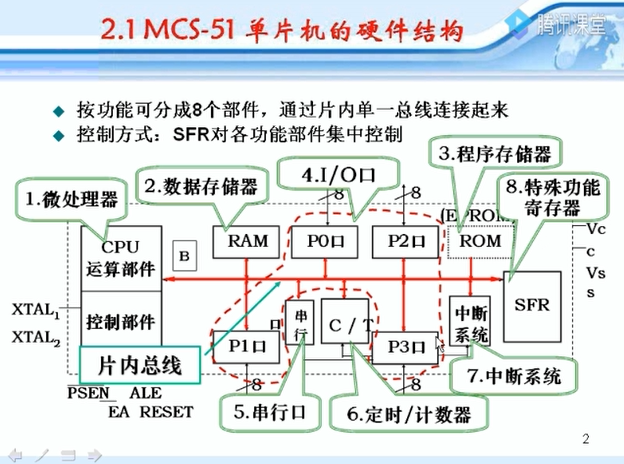 2.1 MCS-51 单片机的硬件结构
腾讯课堂
按功能可分成8个部件，通过片内单一总线连接起来
控制方式：SFR对各功能部件集中控制
1.微处理器
2.数据存储器
4.I/O口
3.程序存储器
8.特殊功能
寄存器
8
8
(EPROM
CPU
运算部件
B
RAM
P0口
P2口
ROM
Vc
c
Vs
s
控制部件
XTAL1
XTAL2
口
串
行
C / T
中断
系统
SFR
P1口
P3口
片内总线
7.中断系统
PSEN ALE
EA RESET
8
8
5.串行口
6.定时/计数器
2